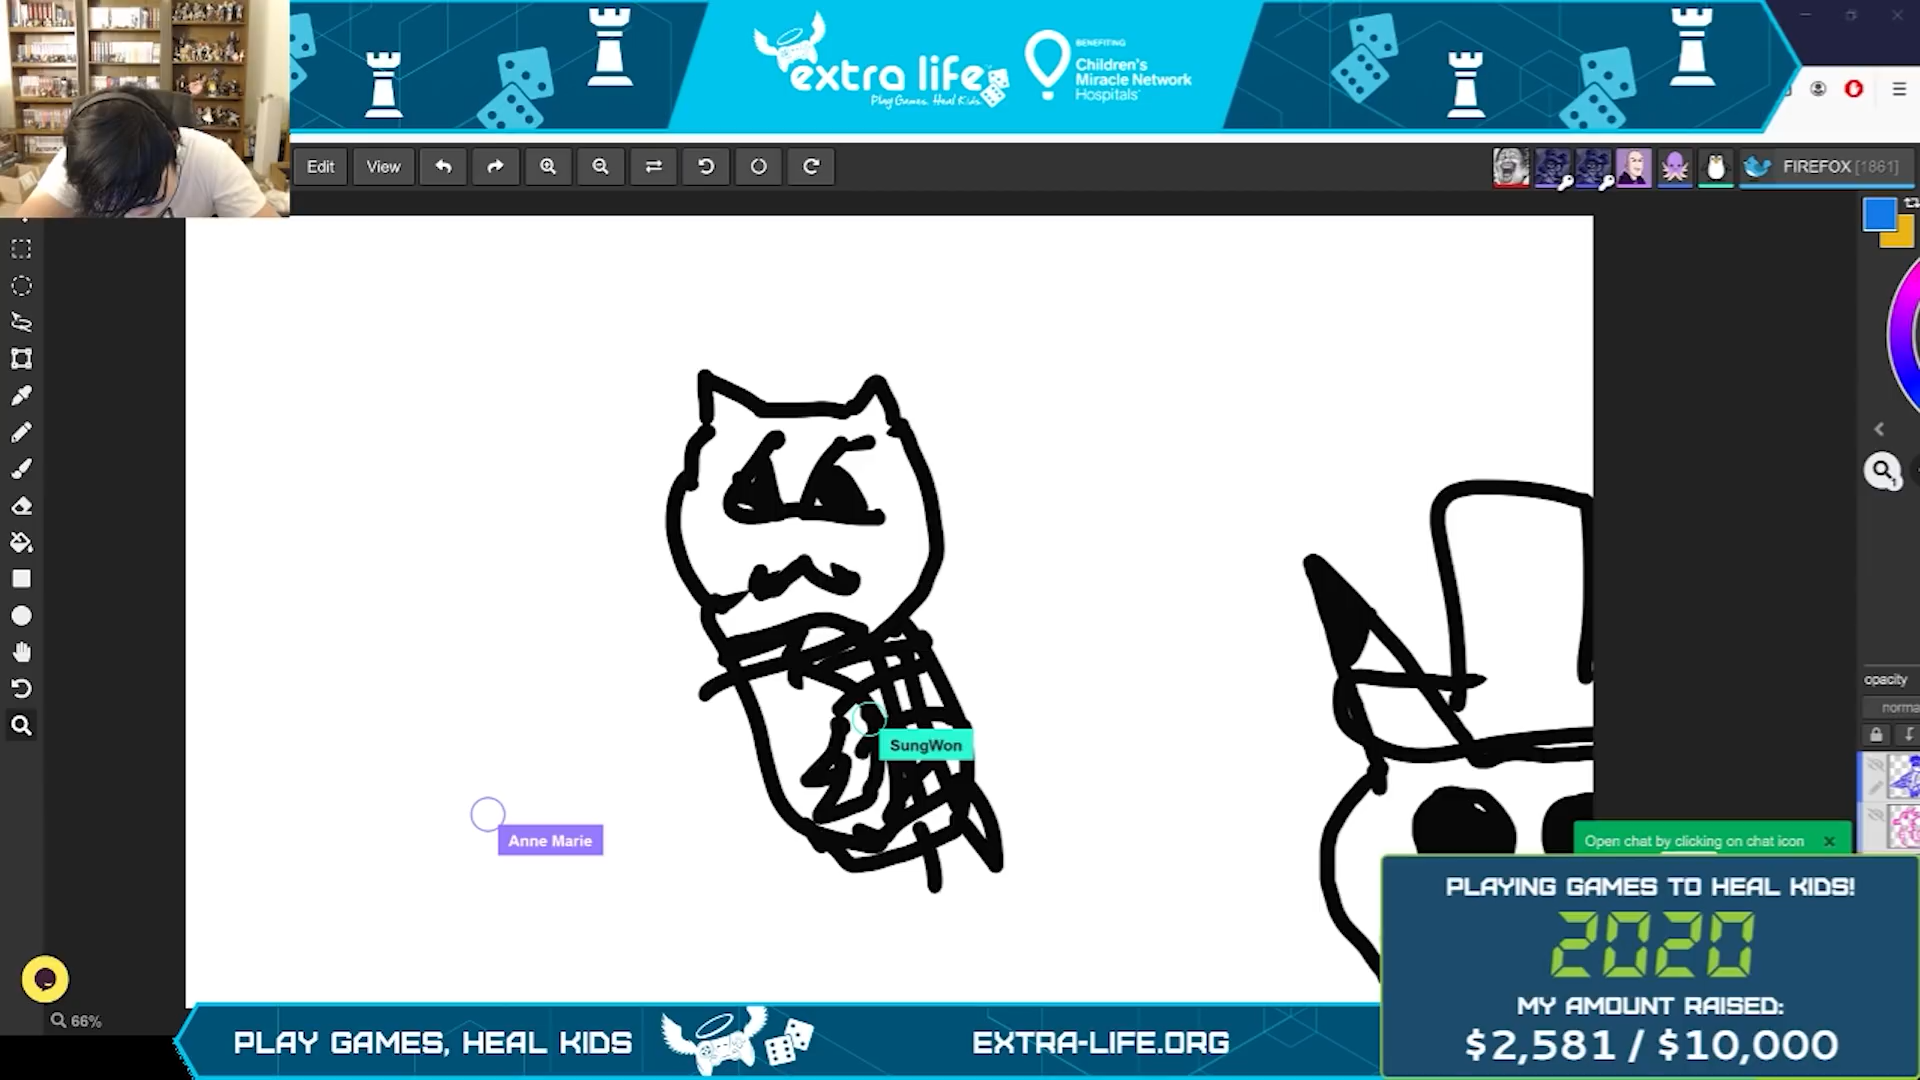 extra life
Play Games. Heal Kids.
BENEFITING
Children's
Miracle Network
Hospitals
Edit
View
FIREFOX [1861]
SungWon
Anne Marie
opacity
norma
Open chat by clicking on chat icon
66%
PLAYING GAMES TO HEAL KIDS!
2020
MY AMOUNT RAISED:
$2,581 / $10,000
PLAY GAMES, HEAL KIDS
EXTRA-LIFE.ORG